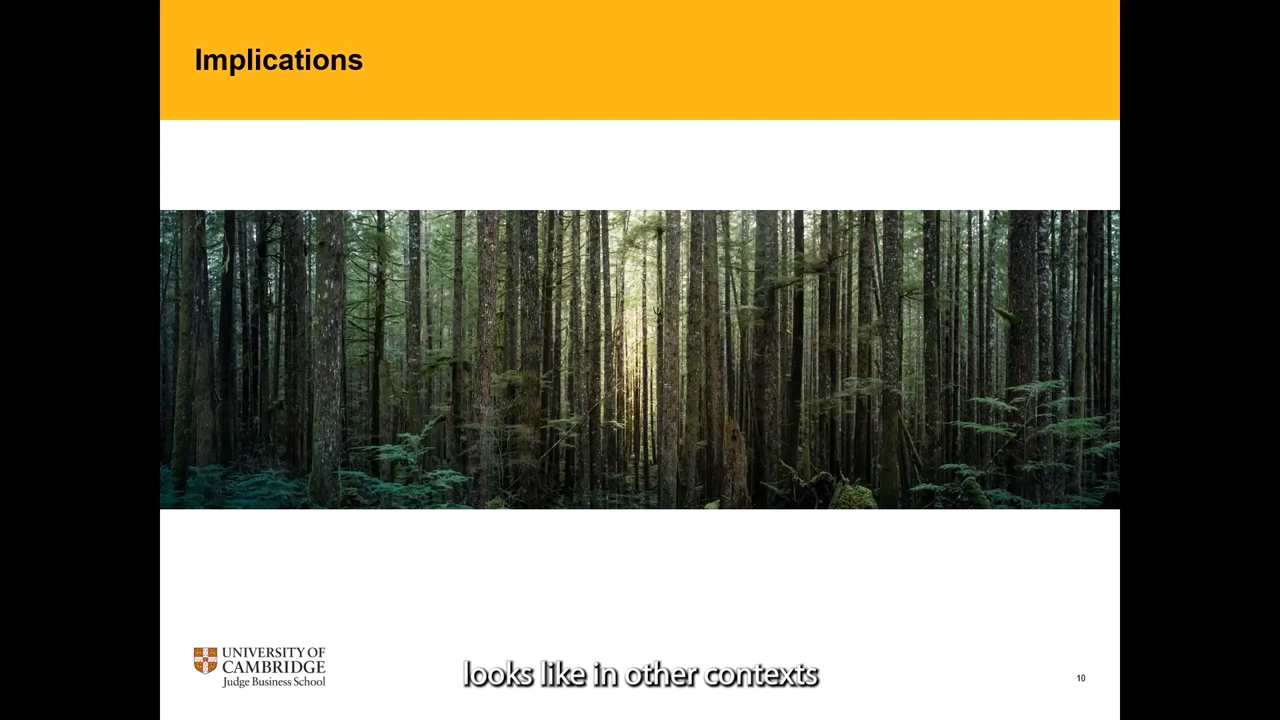 Implications
UNIVERSITY OF
CAMBRIDGE
Judge Business School
looks like in other contexts
10